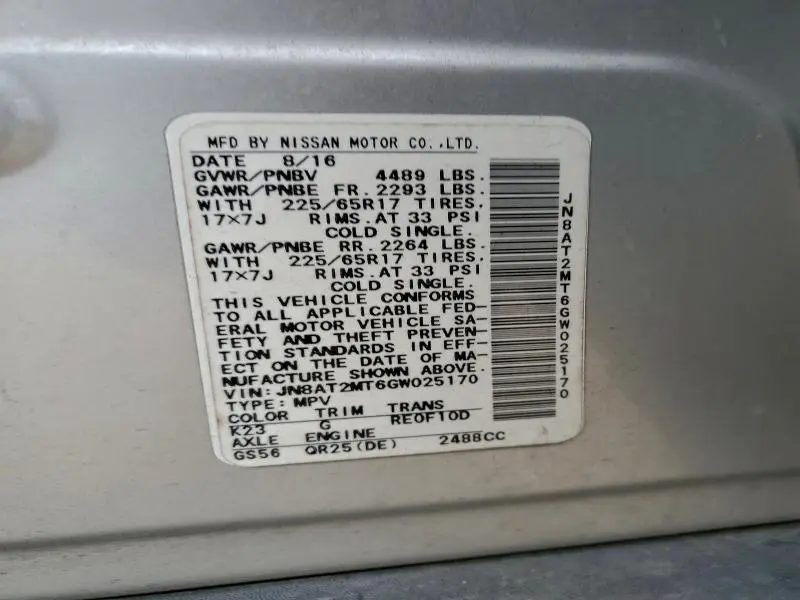 MFD BY NISSAN MOTOR CO.,LTD.
DATE 8/16
GVWR/PNBV 4489 LBS.
GAWR/PNBE FR. 2293 LBS.
WITH 225/65R17 TIRES.
17×7J RIMS. AT 33 PSI
COLD SINGLE.
GAWR/PNBE RR. 2264 LBS.
WITH 225/65R17 TIRES.
17×7J RIMS. AT 33 PSI
COLD SINGLE.
THIS VEHICLE CONFORMS
TO ALL APPLICABLE FED-
ERAL MOTOR VEHICLE SA-
FETY AND THEFT PREVEN-
TION STANDARDS IN EFF-
ECT ON THE DATE OF MA-
NUFACTURE SHOWN ABOVE.
VIN: JN8AT2MT6GW025170
TYPE: MPV
COLOR TRIM TRANS
K23 G RE0F10D
AXLE ENGINE
GS56 QR25(DE) 2488CC
JN8AT2MT6GW025170